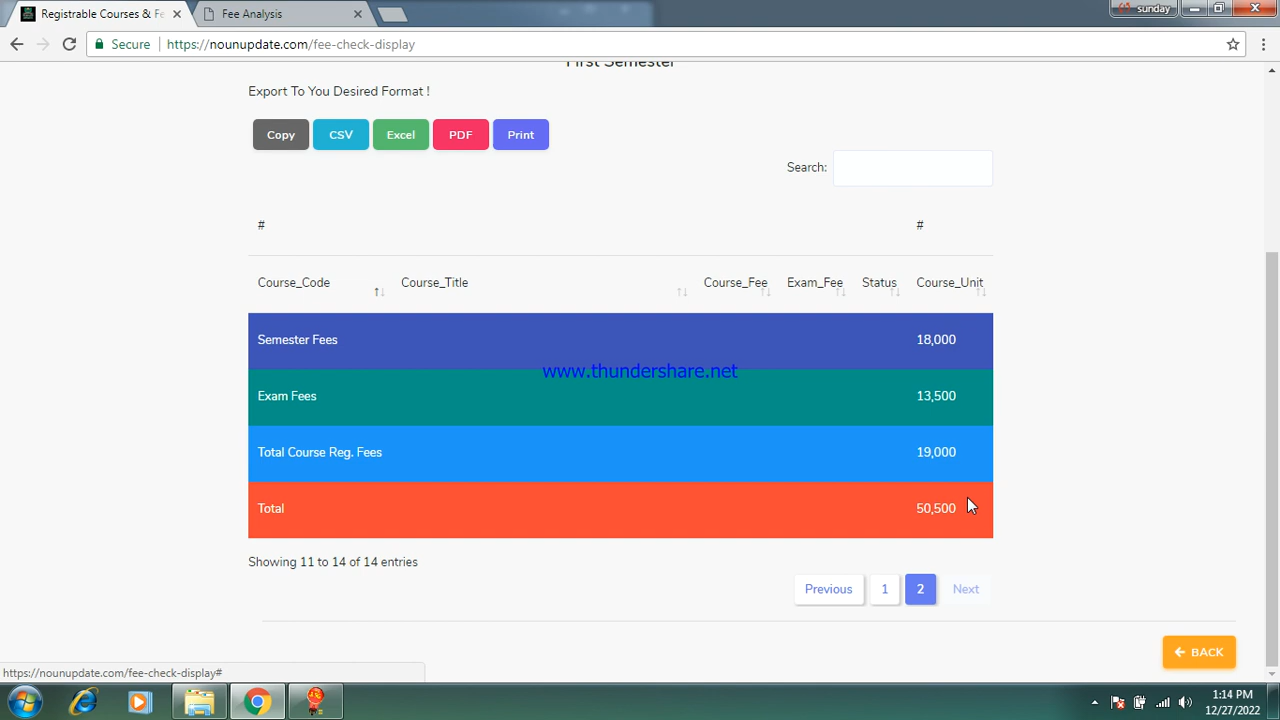 Registrable Courses & Fe
Fee Analysis
sunday
Secure
https://nounupdate.com/fee-check-display
First Semester
Export To You Desired Format !
Copy CSV Excel PDF Print
Search:
# #
Course_Code Course_Title Course_Fee Exam_Fee Status Course_Unit
Semester Fees 18,000
www.thundershare.net
Exam Fees 13,500
Total Course Reg. Fees 19,000
Total 50,500
Showing 11 to 14 of 14 entries
Previous 1 2 Next
BACK
https://nounupdate.com/fee-check-display#
1:14 PM
12/27/2022